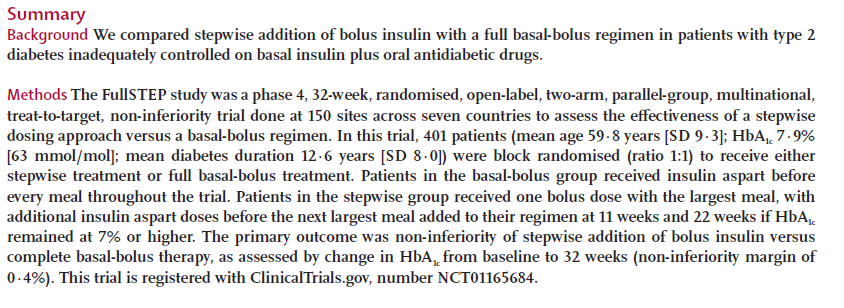 Summary
Background We compared stepwise addition of bolus insulin with a full basal-bolus regimen in patients with type 2
diabetes inadequately controlled on basal insulin plus oral antidiabetic drugs.
Methods The FullSTEP study was a phase 4, 32-week, randomised, open-label, two-arm, parallel-group, multinational,
treat-to-target, non-inferiority trial done at 150 sites across seven countries to assess the effectiveness of a stepwise
dosing approach versus a basal-bolus regimen. In this trial, 401 patients (mean age 59·8 years [SD 9·3]; HbA1c 7·9%
[63 mmol/mol]; mean diabetes duration 12·6 years [SD 8·0]) were block randomised (ratio 1:1) to receive either
stepwise treatment or full basal-bolus treatment. Patients in the basal-bolus group received insulin aspart before
every meal throughout the trial. Patients in the stepwise group received one bolus dose with the largest meal, with
additional insulin aspart doses before the next largest meal added to their regimen at 11 weeks and 22 weeks if HbA1c
remained at 7% or higher. The primary outcome was non-inferiority of stepwise addition of bolus insulin versus
complete basal-bolus therapy, as assessed by change in HbA1c from baseline to 32 weeks (non-inferiority margin of
0·4%). This trial is registered with ClinicalTrials.gov, number NCT01165684.